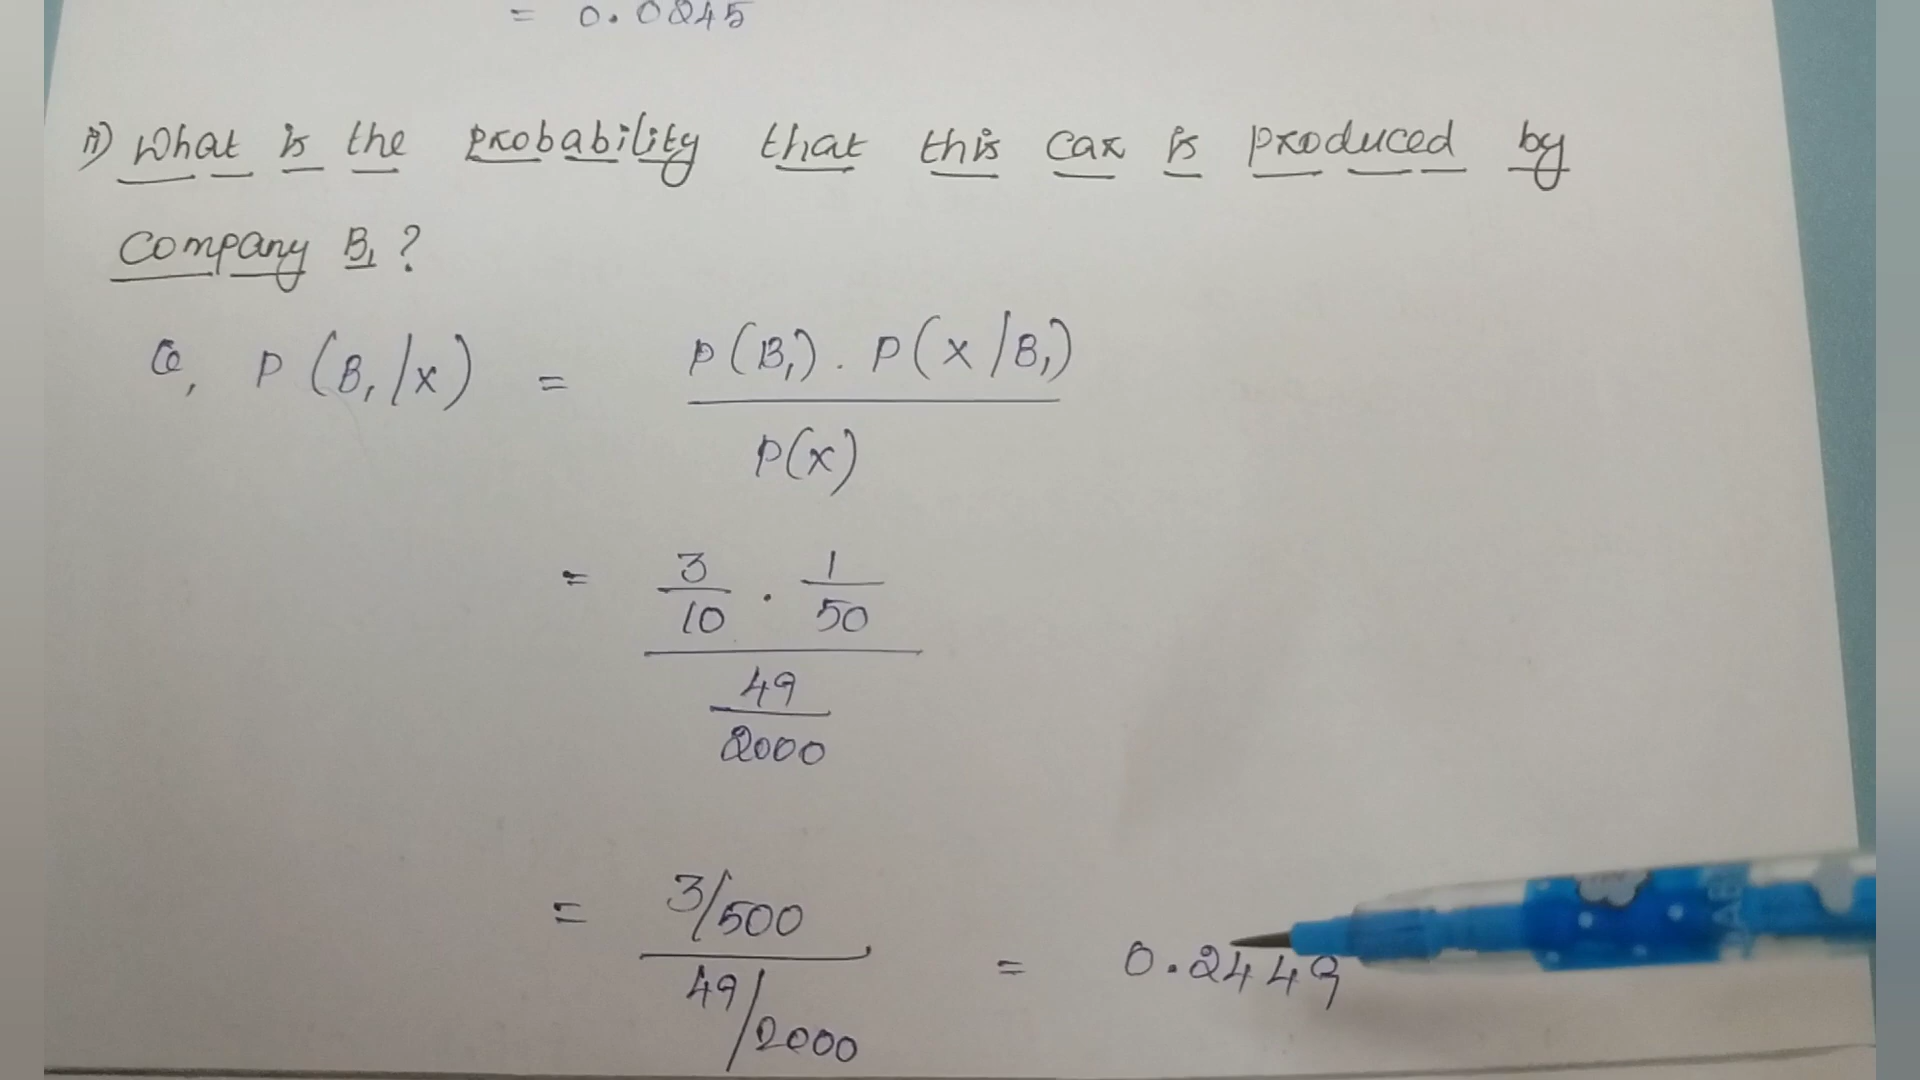 = 0.0245
ii) What is the probability that this car is produced by
company B₁?
P(B₁/x) = P(B₁) . P(x/B₁)
P(x)
= 3/10 . 1/50
49/2000
= 3/500
49/2000
= 0.2449